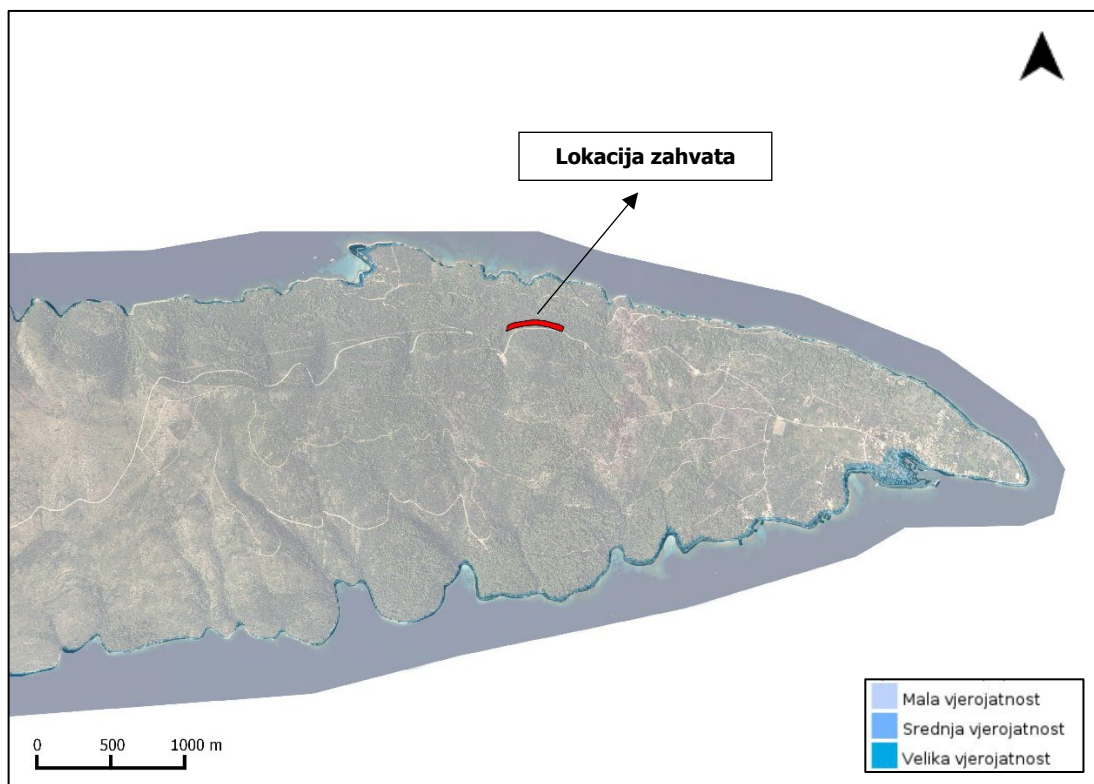 Lokacija zahvata
0 500 1000 m
Mala vjerojatnost
Srednja vjerojatnost
Velika vjerojatnost